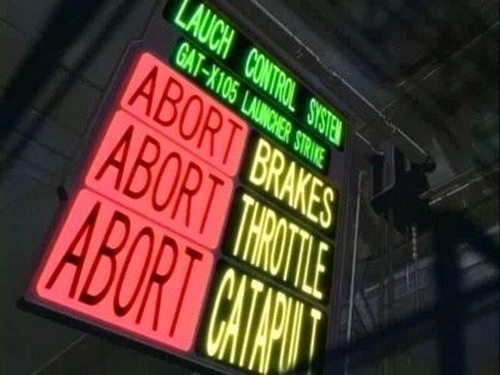 LAUCH CONTROL SYSTEM
GAT-X105 LAUNCHER STRIKE
ABORT BRAKES
ABORT THROTTLE
ABORT CATAPULT